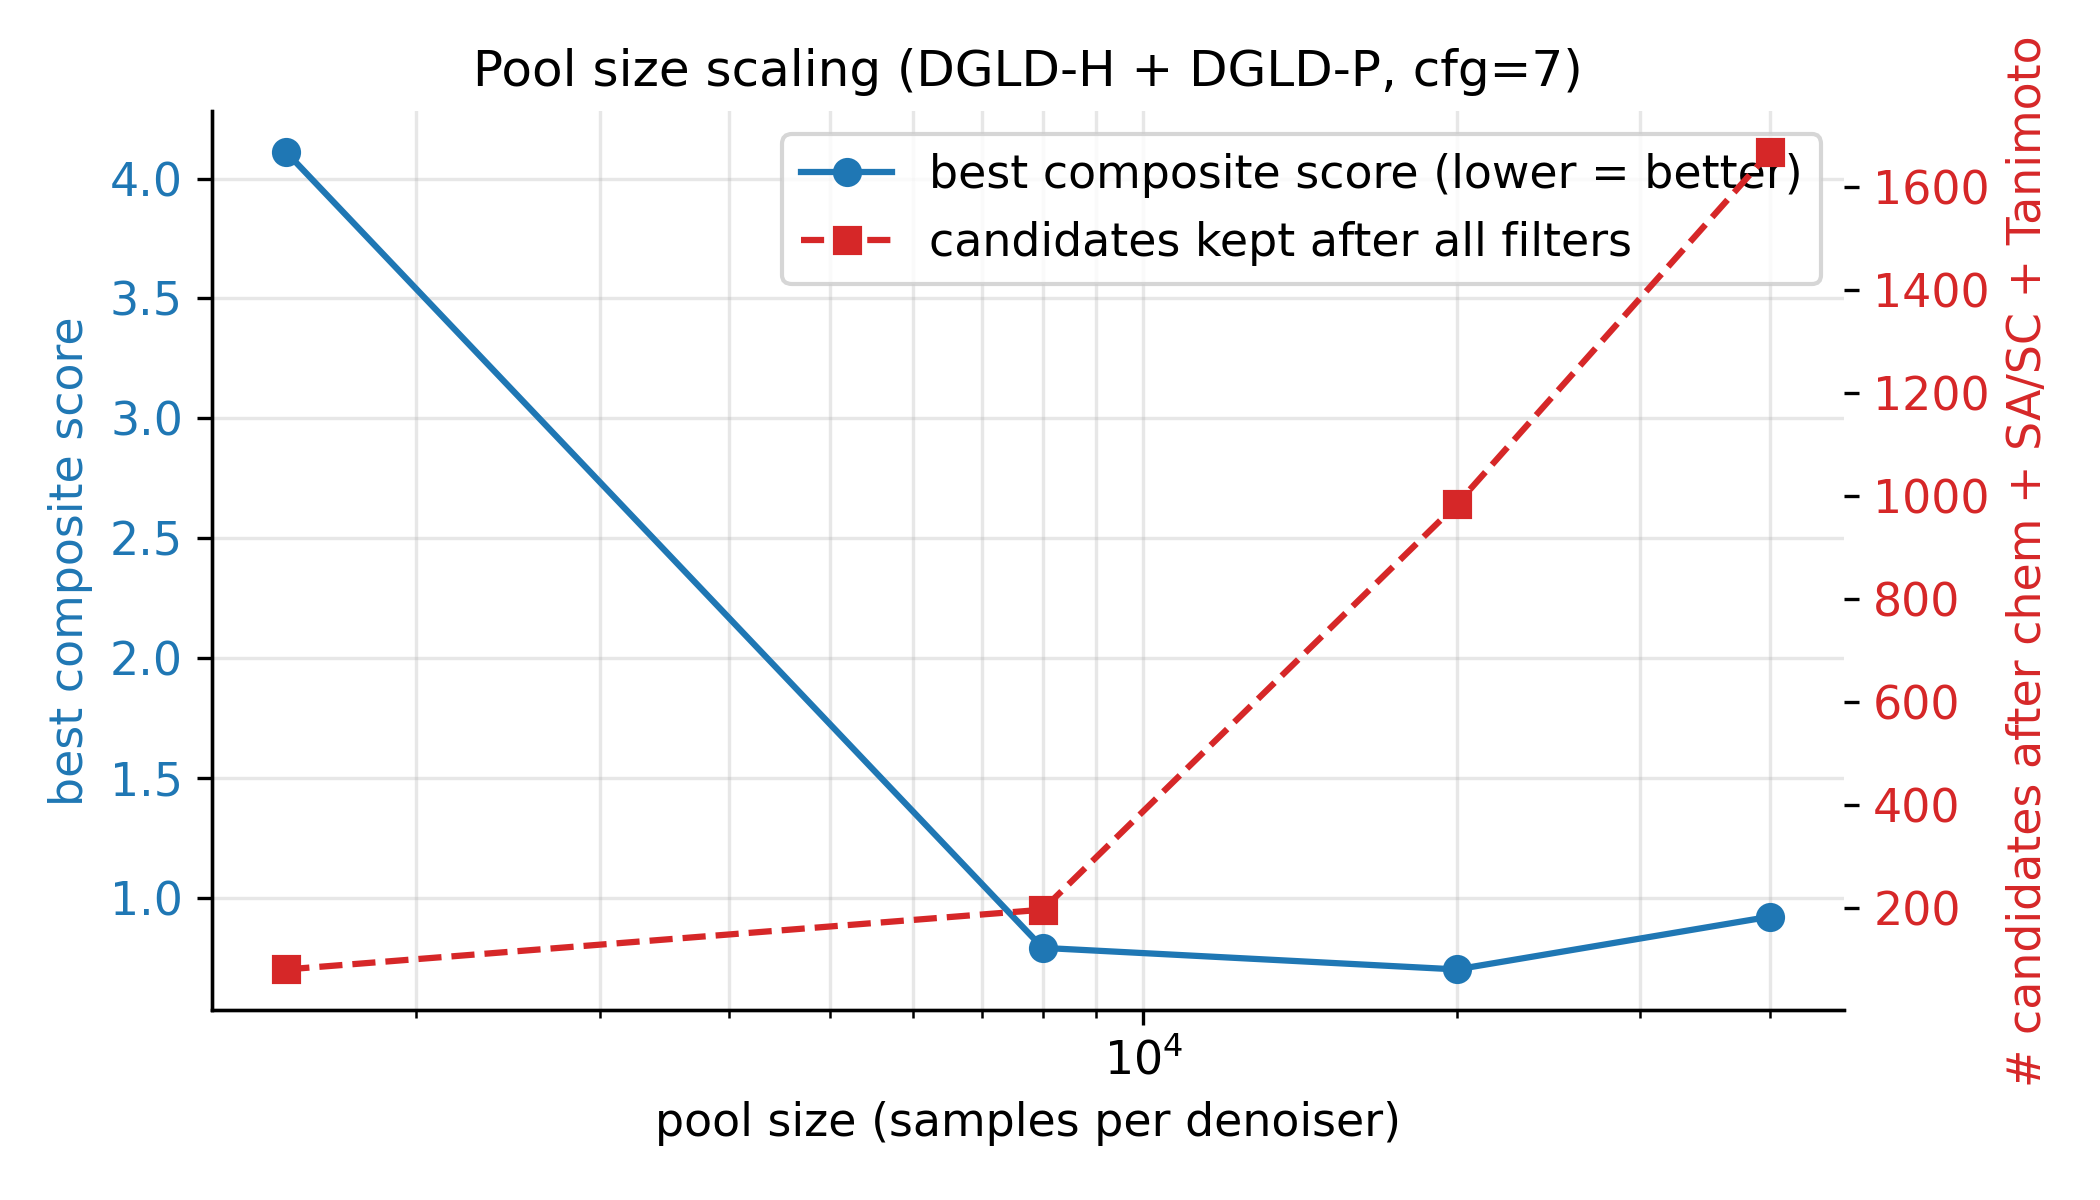 Pool size scaling (DGLD-H + DGLD-P, cfg=7)
best composite score (lower = better)
candidates kept after all filters
best composite score
4.0
3.5
3.0
2.5
2.0
1.5
1.0
1600
1400
1200
1000
800
600
400
200
# candidates after chem + SA/SC + Tanimoto
10⁴
pool size (samples per denoiser)